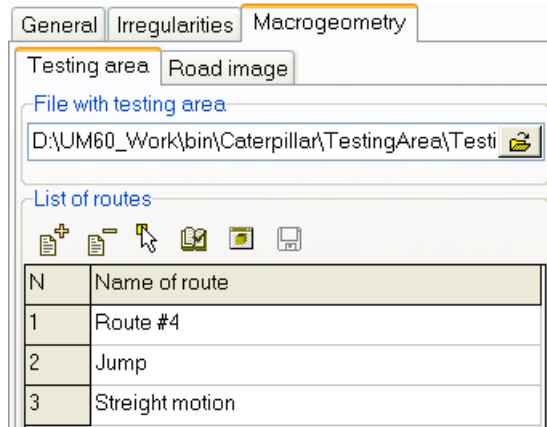 General Irregularities Macrogeometry
Testing area Road image
File with testing area
D:\UM60_Work\bin\Caterpillar\TestingArea\Testi
List of routes
N Name of route
1 Route #4
2 Jump
3 Streight motion